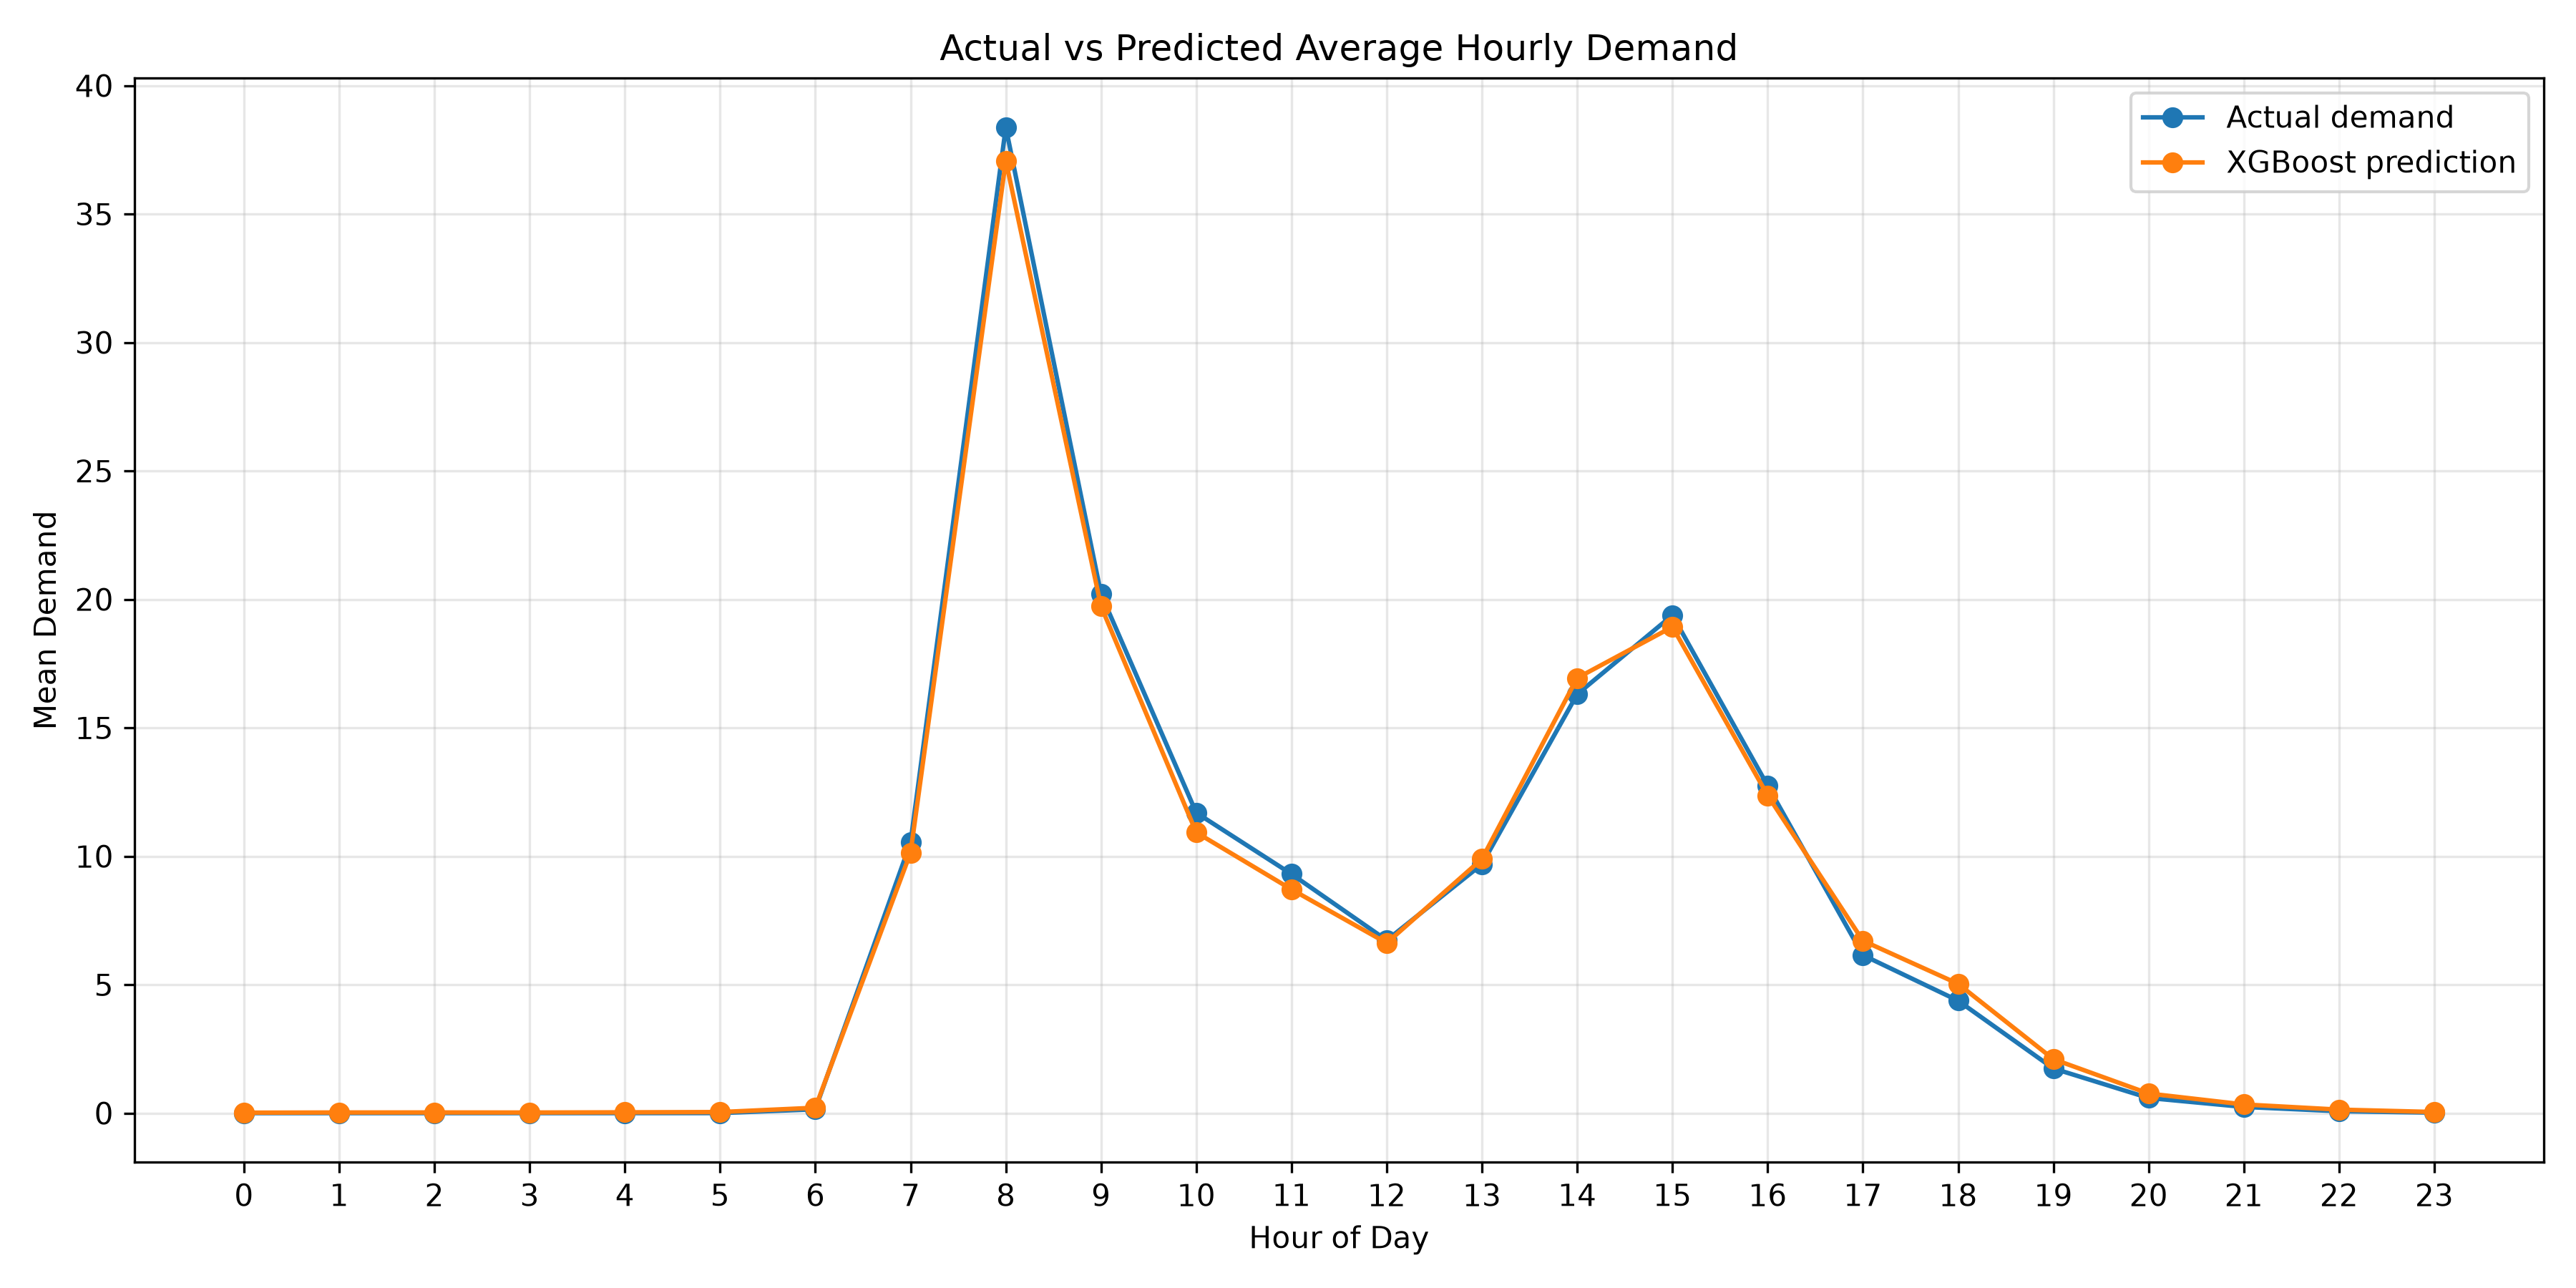 Actual vs Predicted Average Hourly Demand
Actual demand
XGBoost prediction
40
35
30
25
20
15
10
5
0
Mean Demand
0 1 2 3 4 5 6 7 8 9 10 11 12 13 14 15 16 17 18 19 20 21 22 23
Hour of Day